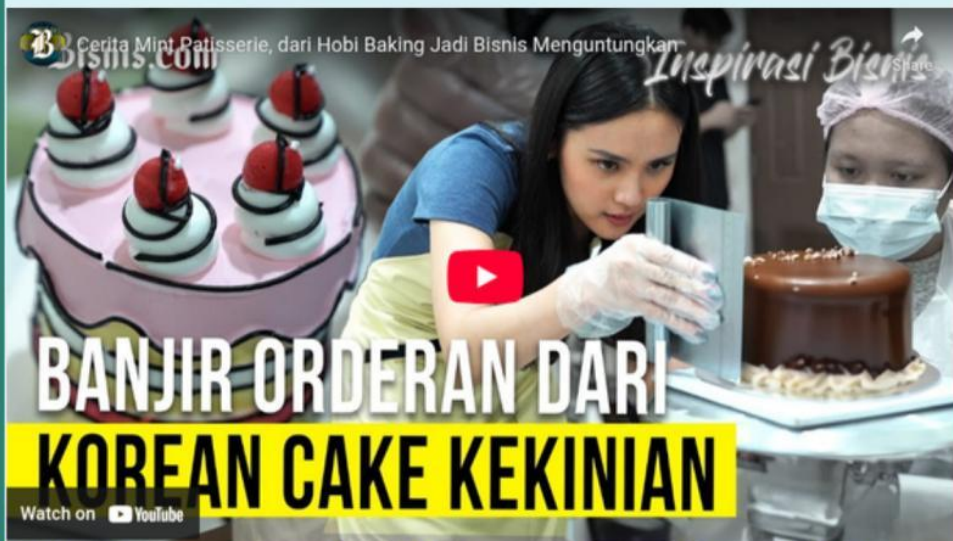 Cerita Mint Patisserie, dari Hobi Baking Jadi Bisnis Menguntungkan
Bisnis.com
Inspirasi Bisnis
Share
BANJIR ORDERAN DARI
KOREAN CAKE KEKINIAN
Watch on YouTube